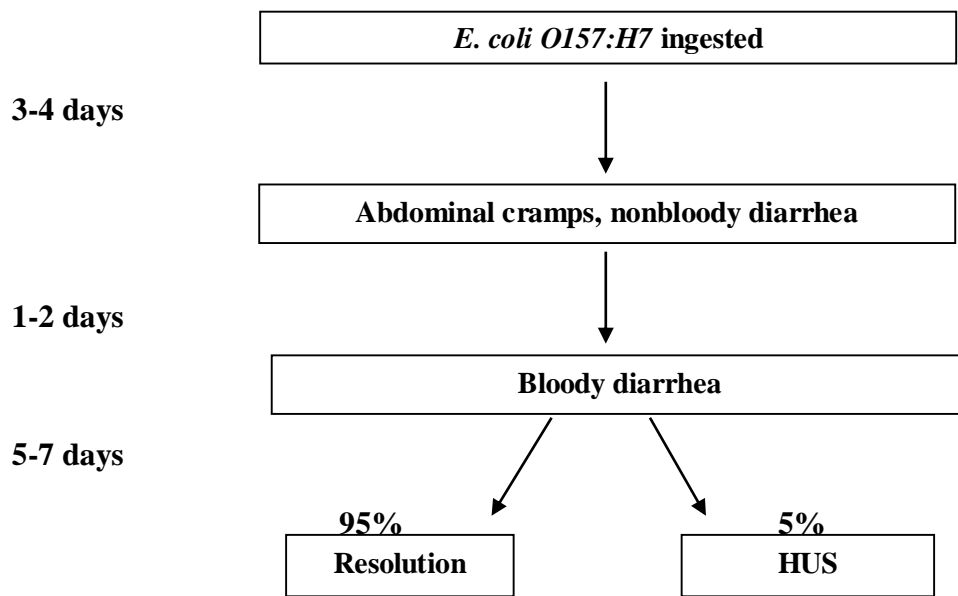 E. coli O157:H7 ingested
3-4 days
Abdominal cramps, nonbloody diarrhea
1-2 days
Bloody diarrhea
5-7 days
95%
5%
Resolution
HUS